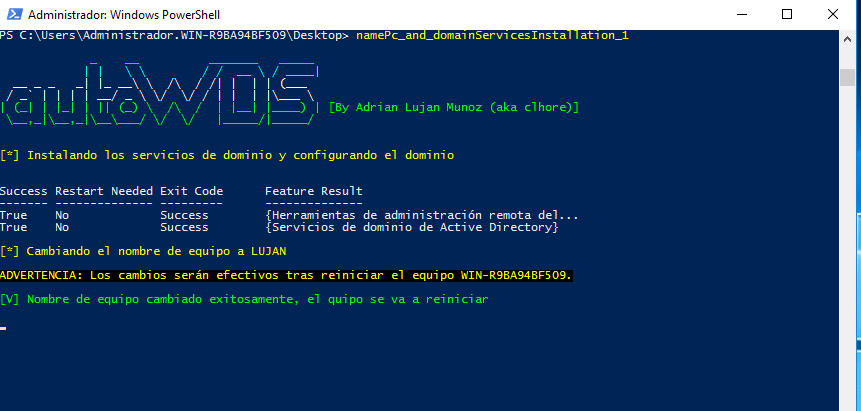 Administrador: Windows PowerShell
PS C:\Users\Administrador.WIN-R9BA94BF5O9\Desktop> namePc_and_domainServicesInstallation_1
autoWDS
[By Adrian Lujan Munoz (aka clhore)]
[*] Instalando los servicios de dominio y configurando el dominio
Success Restart Needed Exit Code      Feature Result
------- -------------- ---------      --------------
True    No             Success        {Herramientas de administración remota del...
True    No             Success        {Servicios de dominio de Active Directory}
[*] Cambiando el nombre de equipo a LUJAN
ADVERTENCIA: Los cambios serán efectivos tras reiniciar el equipo WIN-R9BA94BF5O9.
[V] Nombre de equipo cambiado exitosamente, el quipo se va a reiniciar